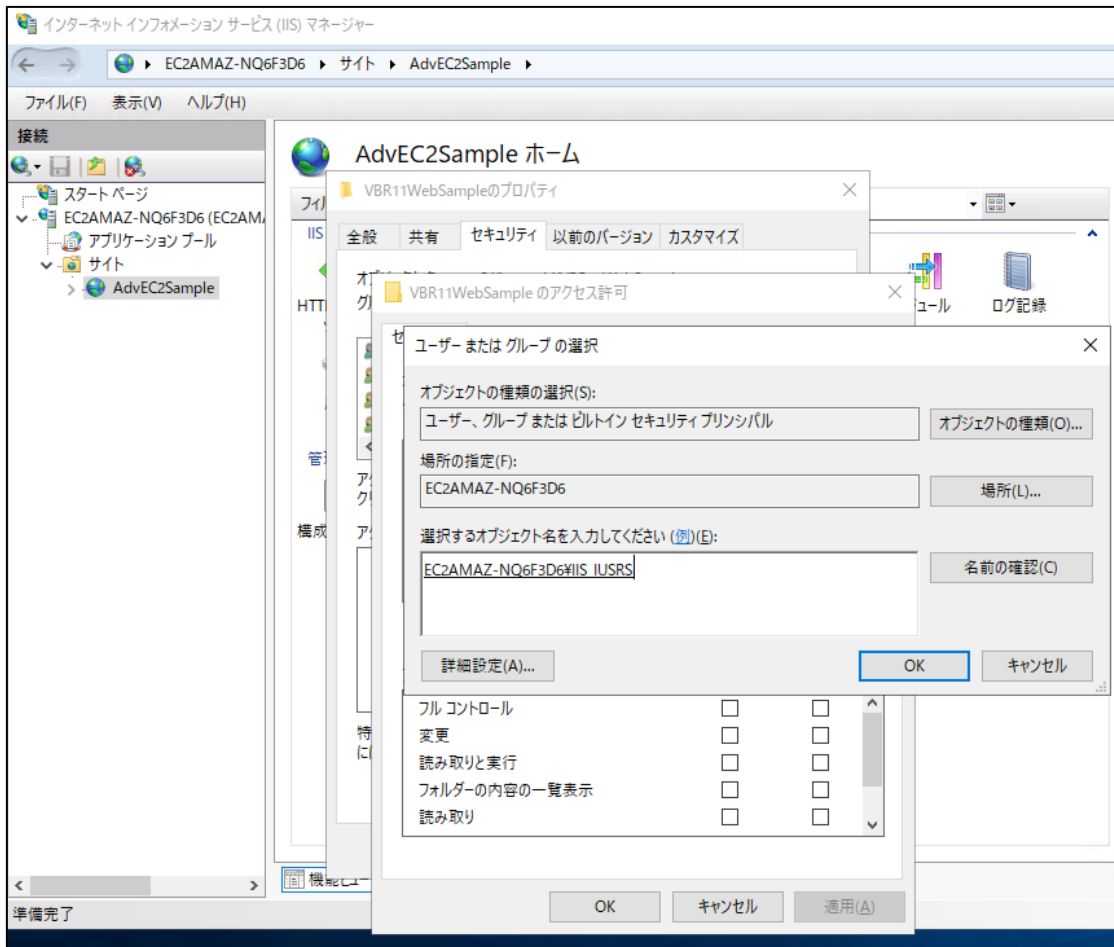 インターネット インフォメーション サービス (IIS) マネージャー
EC2AMAZ-NQ6F3D6 サイト AdvEC2Sample
ファイル(F) 表示(V) ヘルプ(H)
接続
スタート ページ
EC2AMAZ-NQ6F3D6 (EC2AMA
アプリケーション プール
サイト
AdvEC2Sample
AdvEC2Sample ホーム
IIS
HTT
構成
ログ記録
VBR11WebSampleのプロパティ
全般 共有 セキュリティ 以前のバージョン カスタマイズ
VBR11WebSample のアクセス許可
ユーザー または グループ の選択
オブジェクトの種類の選択(S):
ユーザー、グループ または ビルトイン セキュリティ プリンシパル
オブジェクトの種類(O)...
場所の指定(F):
EC2AMAZ-NQ6F3D6
場所(L)...
選択するオブジェクト名を入力してください (例)(E):
EC2AMAZ-NQ6F3D6¥IIS_IUSRS
名前の確認(C)
詳細設定(A)...
OK キャンセル
フル コントロール
変更
読み取りと実行
フォルダーの内容の一覧表示
読み取り
OK キャンセル 適用(A)
準備完了